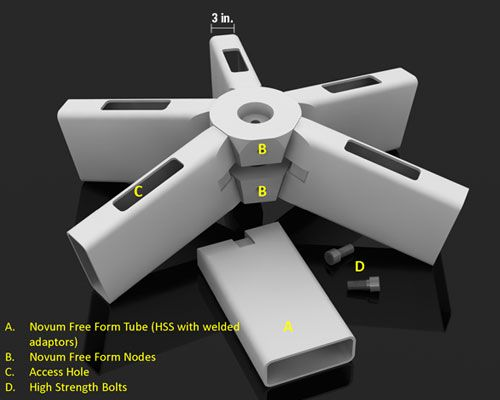 3 in.
B
B
C
D
A
A. Novum Free Form Tube (HSS with welded
adaptors)
B. Novum Free Form Nodes
C. Access Hole
D. High Strength Bolts